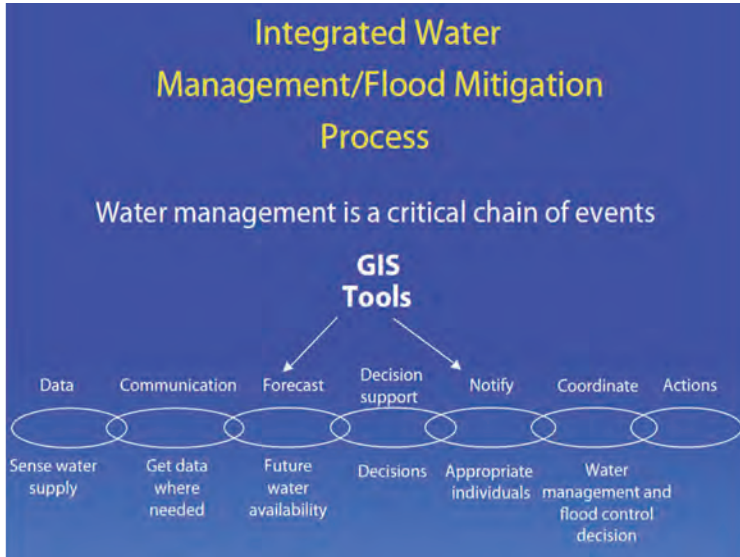 Integrated Water
Management/Flood Mitigation
Process
Water management is a critical chain of events
GIS
Tools
Data
Communication
Forecast
Decision
support
Notify
Coordinate
Actions
Sense water
supply
Get data
where
needed
Future
water
availability
Decisions
Appropriate
individuals
Water
management and
flood control
decision